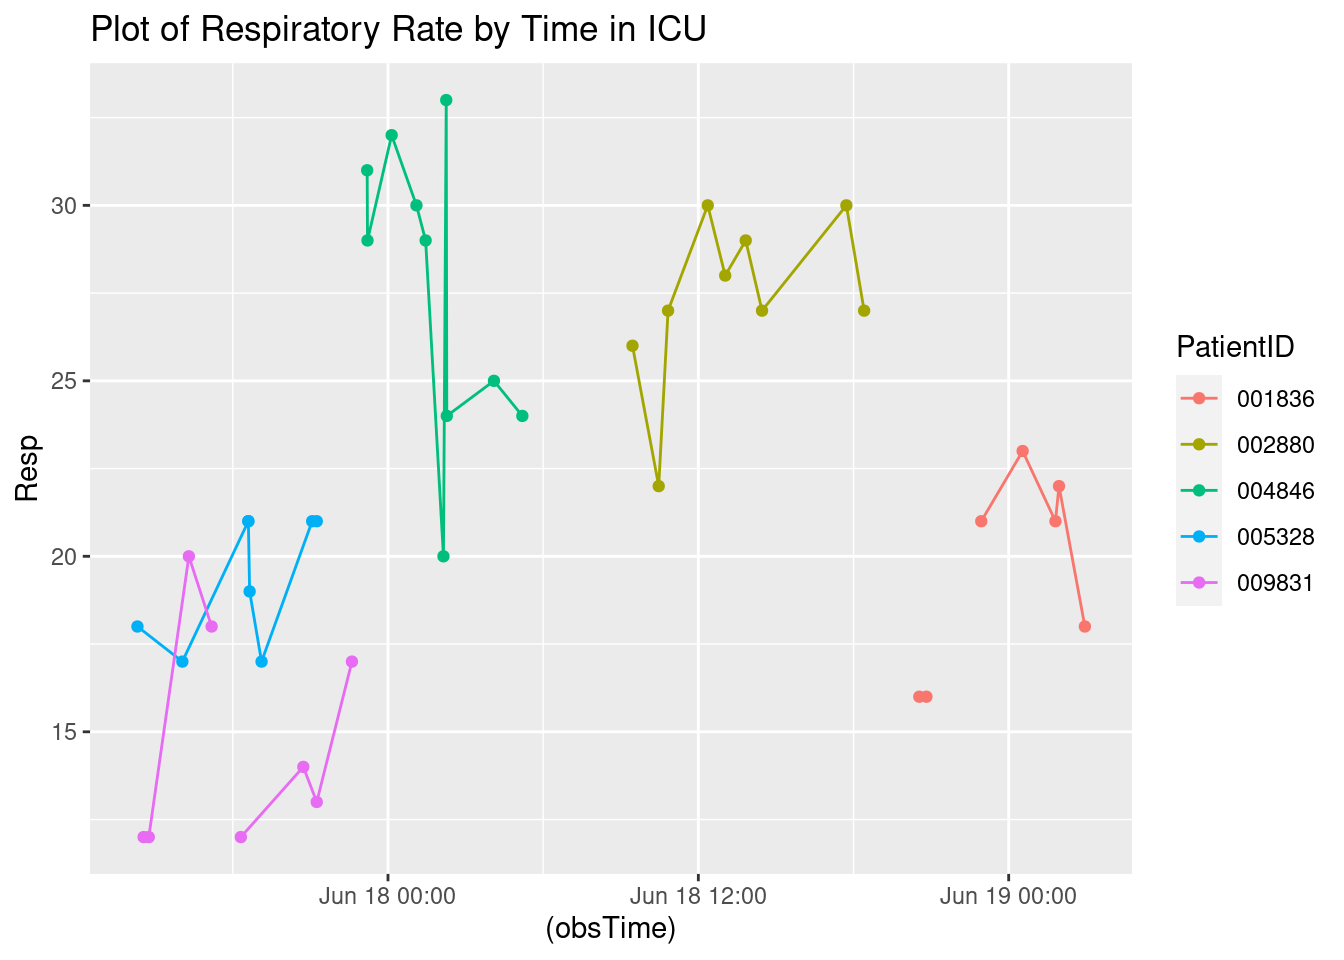 Plot of Respiratory Rate by Time in ICU
Resp
30
25
20
15
Jun 18 00:00
Jun 18 12:00
Jun 19 00:00
(obsTime)
PatientID
001836
002880
004846
005328
009831